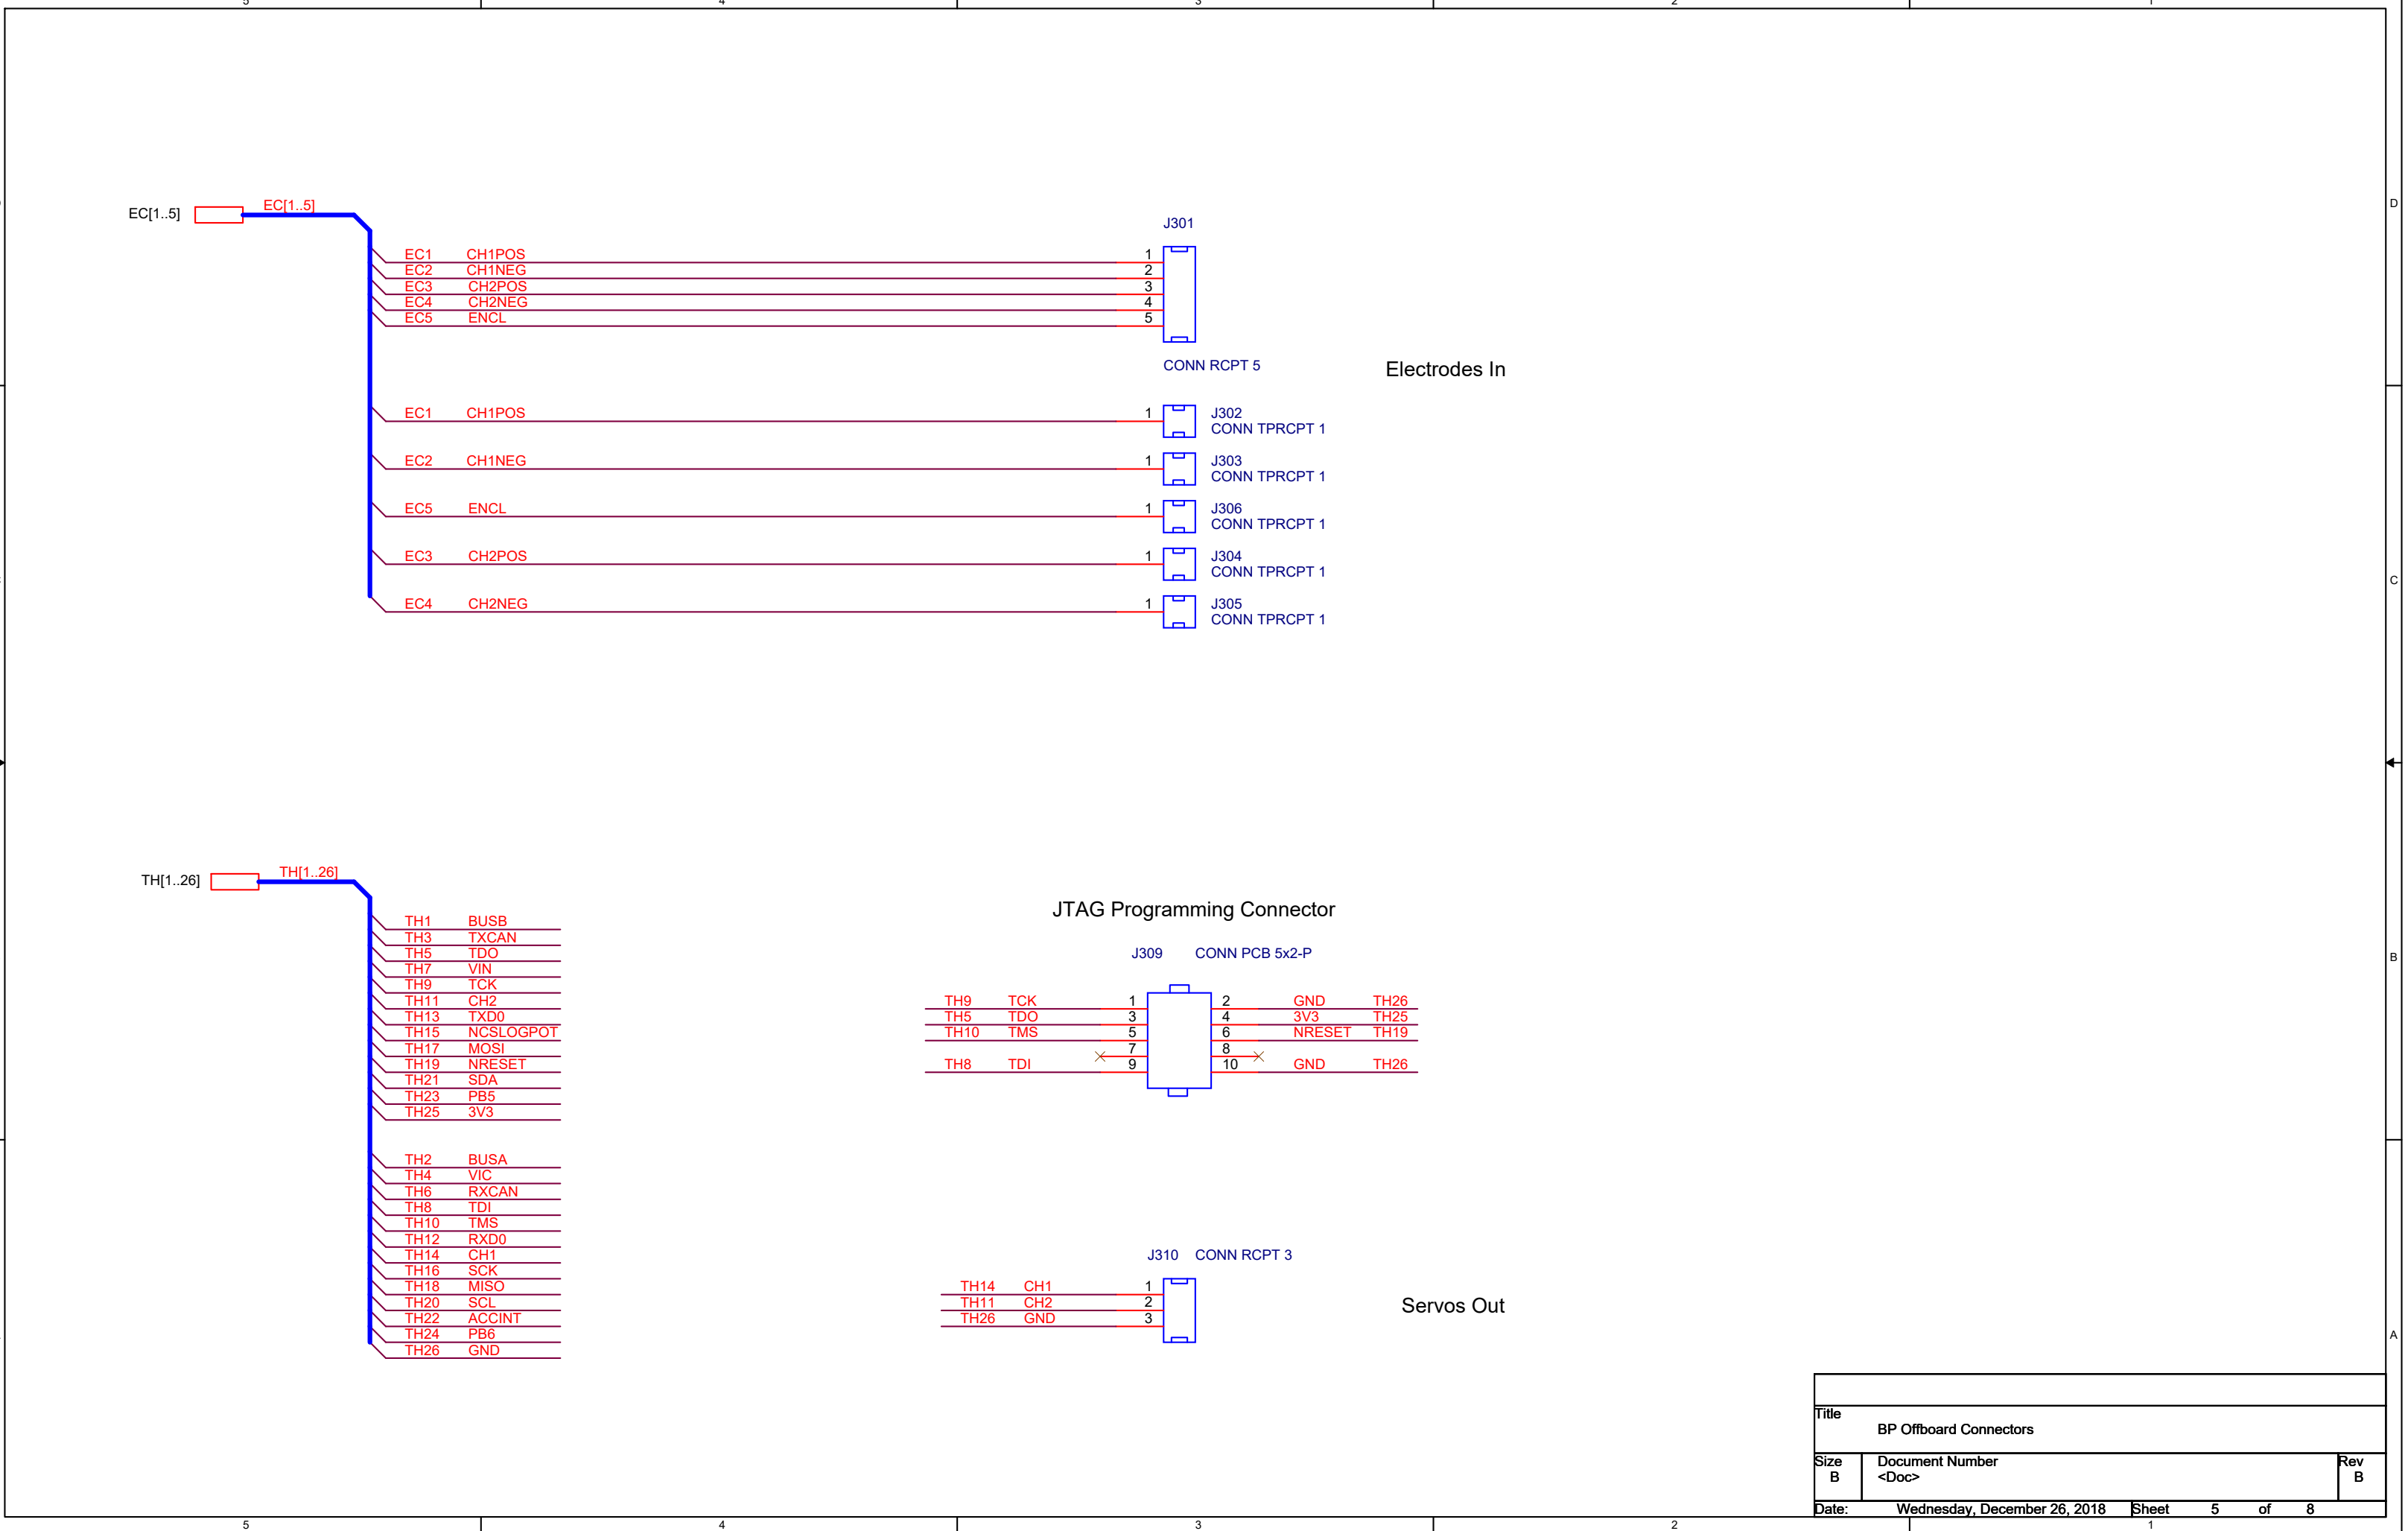 5 4 3 2 1
EC[1..5] EC[1..5]
D
J301
EC1 CH1POS 1
EC2 CH1NEG 2
EC3 CH2POS 3
EC4 CH2NEG 4
EC5 ENCL 5
CONN RCPT 5
Electrodes In
EC1 CH1POS 1 J302
CONN TPRCPT 1
EC2 CH1NEG 1 J303
CONN TPRCPT 1
EC5 ENCL 1 J306
CONN TPRCPT 1
EC3 CH2POS 1 J304
CONN TPRCPT 1
C
EC4 CH2NEG 1 J305
CONN TPRCPT 1
TH[1..26] TH[1..26]
TH1 BUSB
TH3 TXCAN
TH5 TDO
TH7 VIN
TH9 TCK
TH11 CH2
TH13 TXD0
TH15 NCSLOGPOT
TH17 MOSI
TH19 NRESET
TH21 SDA
TH23 PB5
TH25 3V3
TH2 BUSA
TH4 VIC
TH6 RXCAN
TH8 TDI
TH10 TMS
TH12 RXD0
TH14 CH1
TH16 SCK
TH18 MISO
TH20 SCL
TH22 ACCINT
TH24 PB6
TH26 GND
JTAG Programming Connector
J309 CONN PCB 5x2-P
B
TH9 TCK 1 2 GND TH26
TH5 TDO 3 4 3V3 TH25
TH10 TMS 5 6 NRESET TH19
7 8
TH8 TDI 9 10 GND TH26
J310 CONN RCPT 3
TH14 CH1 1
TH11 CH2 2
TH26 GND 3
Servos Out
A
Title
BP Offboard Connectors
Size Document Number Rev
B <Doc> B
Date: Wednesday, December 26, 2018 Sheet 5 of 8
5 4 3 2 1